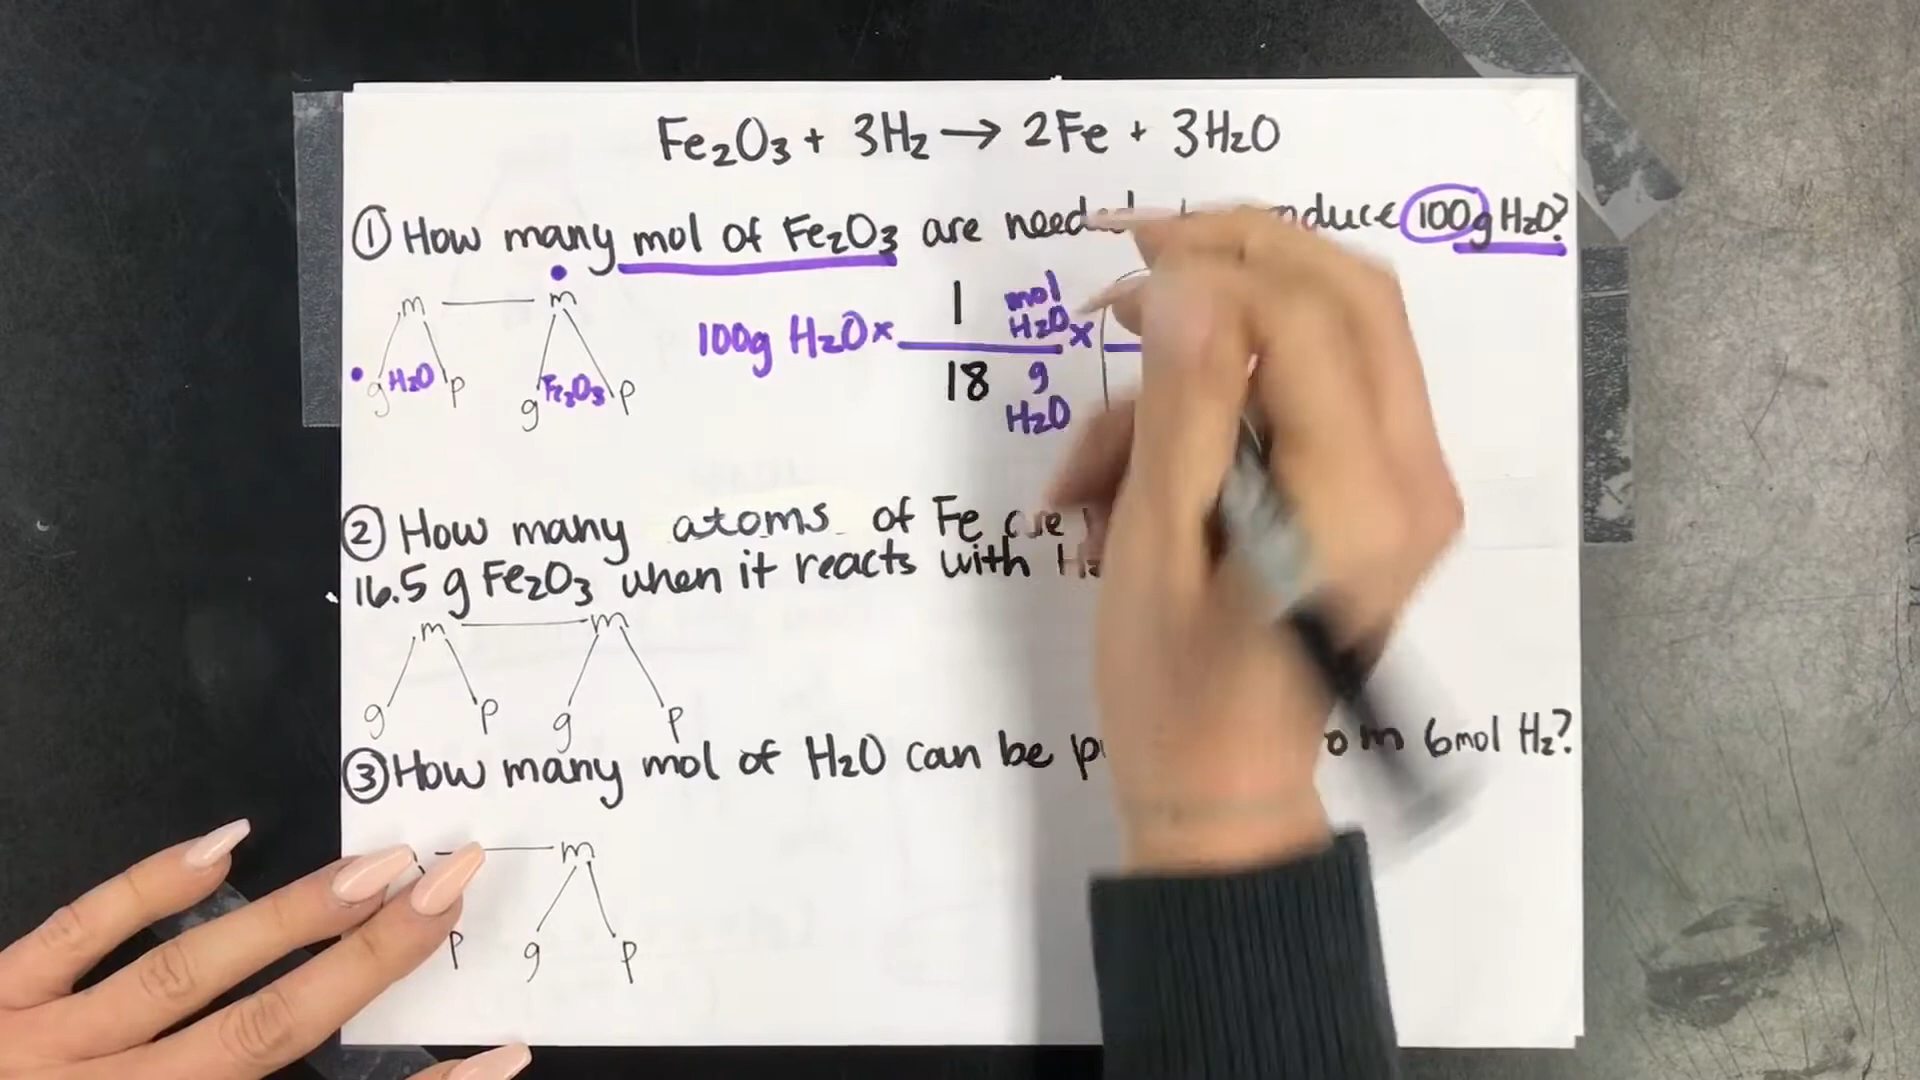 Fe₂O₃ + 3H₂ → 2Fe + 3H₂O
① How many mol of Fe₂O₃ are needed 100g H₂O?
m m
g H₂O p g Fe₂O₃ p
100g H₂O x 1 mol H₂O x
18 g H₂O
② How many atoms of Fe are
16.5 g Fe₂O₃ when it reacts with
m m
g p g p
③ How many mol of H₂O can be 6mol H₂?
m
p g p